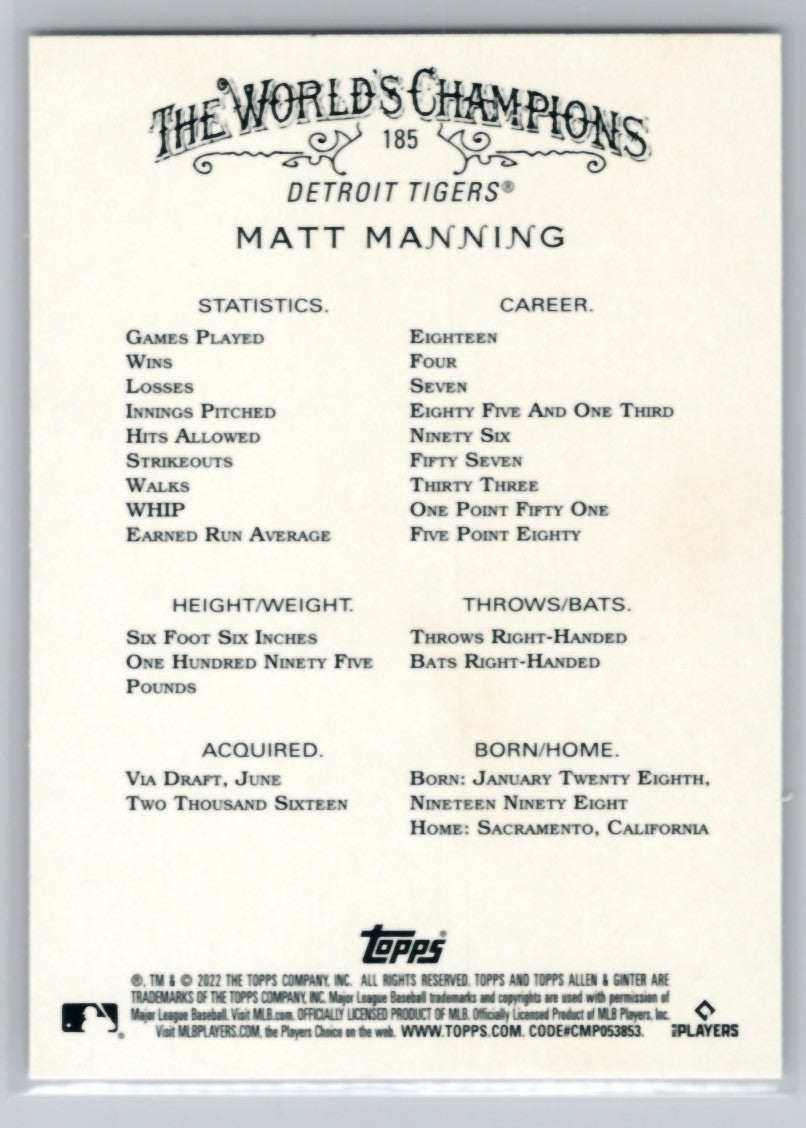 THE WORLD'S CHAMPIONS
185
DETROIT TIGERS®
MATT MANNING
STATISTICS. CAREER.
GAMES PLAYED EIGHTEEN
WINS FOUR
LOSSES SEVEN
INNINGS PITCHED EIGHTY FIVE AND ONE THIRD
HITS ALLOWED NINETY SIX
STRIKEOUTS FIFTY SEVEN
WALKS THIRTY THREE
WHIP ONE POINT FIFTY ONE
EARNED RUN AVERAGE FIVE POINT EIGHTY
HEIGHT/WEIGHT.
SIX FOOT SIX INCHES
ONE HUNDRED NINETY FIVE
POUNDS
THROWS/BATS.
THROWS RIGHT-HANDED
BATS RIGHT-HANDED
ACQUIRED.
VIA DRAFT, JUNE
TWO THOUSAND SIXTEEN
BORN/HOME.
BORN: JANUARY TWENTY EIGHTH,
NINETEEN NINETY EIGHT
HOME: SACRAMENTO, CALIFORNIA
Topps®
®, TM & © 2022 THE TOPPS COMPANY, INC. ALL RIGHTS RESERVED. TOPPS AND TOPPS ALLEN & GINTER ARE
TRADEMARKS OF THE TOPPS COMPANY, INC. Major League Baseball trademarks and copyrights are used with permission of
Major League Baseball. Visit MLB.com. OFFICIALLY LICENSED PRODUCT OF MLB. Officially Licensed Product of MLB Players, Inc.
Visit MLBPLAYERS.COM, the Players Choice on the web. WWW.TOPPS.COM. CODE#CMP053853.
MLB PLAYERS